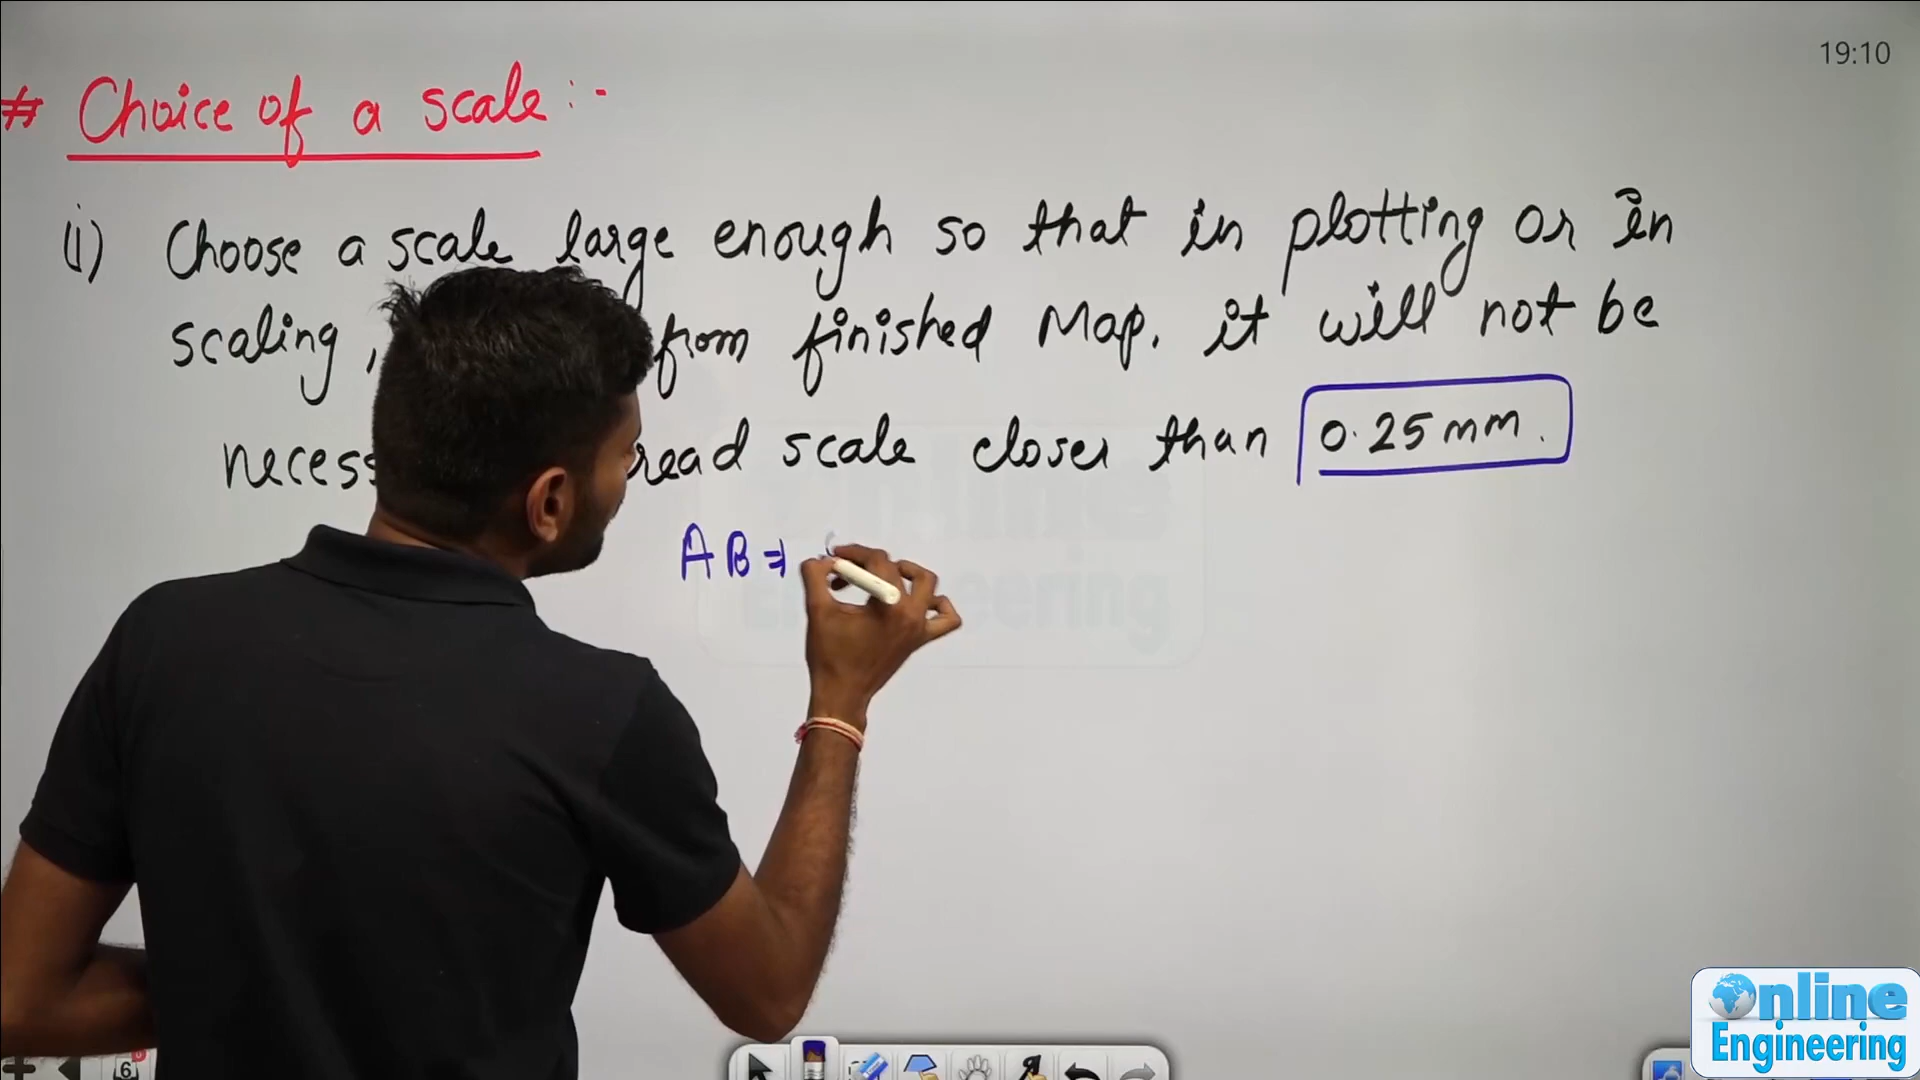 19:10
# Choice of a scale :-
(i) Choose a scale large enough so that in plotting or in
scaling, from finished Map. it will not be
read scale closer than 0.25 mm.
AB ⇒
Online
Engineering
6